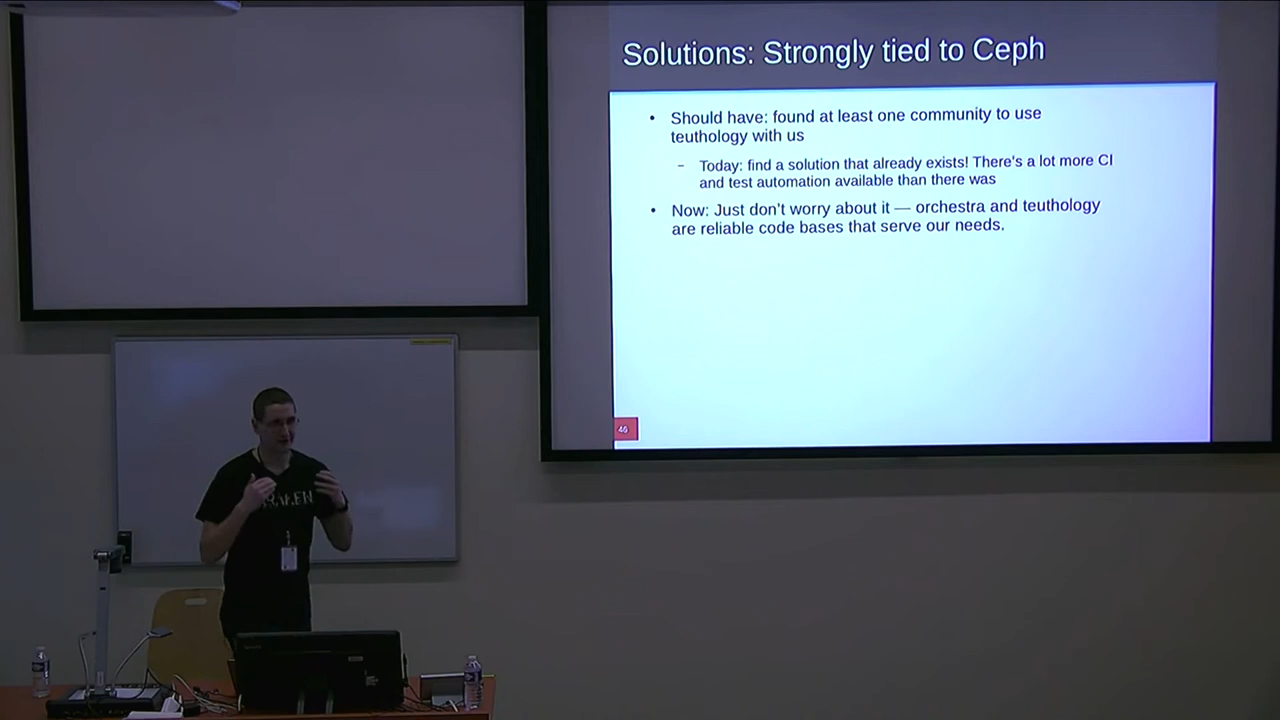 Solutions: Strongly tied to Ceph
• Should have: found at least one community to use
teuthology with us
– Today: find a solution that already exists! There's a lot more CI
and test automation available than there was
• Now: Just don't worry about it — orchestra and teuthology
are reliable code bases that serve our needs.
46